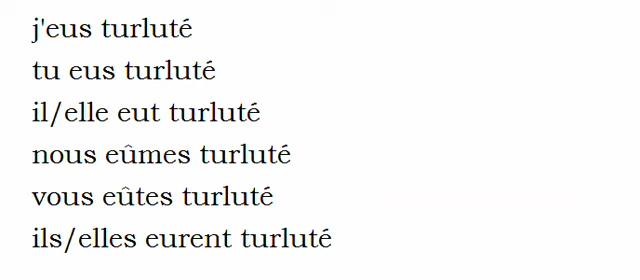 j'eus turluté
tu eus turluté
il/elle eut turluté
nous eûmes turluté
vous eûtes turluté
ils/elles eurent turluté